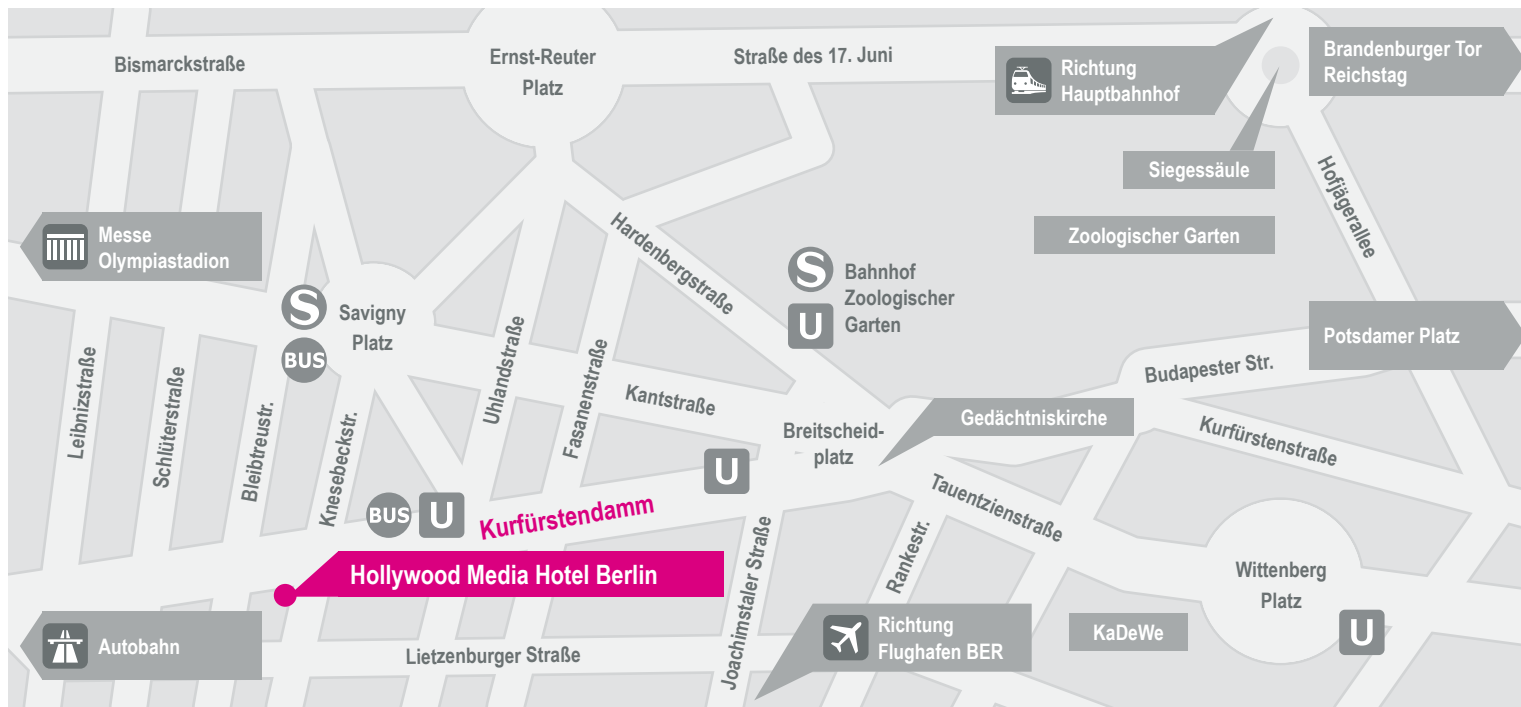 Bismarckstraße
Ernst-Reuter
Platz
Straße des 17. Juni
Richtung
Hauptbahnhof
Brandenburger Tor
Reichstag
Siegessäule
Hofjägerallee
Zoologischer Garten
Messe
Olympiastadion
Hardenbergstraße
S
Bahnhof
Zoologischer
Garten
U
S
Savigny
Platz
BUS
Potsdamer Platz
Leibnizstraße
Schlüterstraße
Bleibtreustr.
Knesebeckstr.
Uhlandstraße
Fasanenstraße
Kantstraße
Budapester Str.
Gedächtniskirche
Breitscheid-
platz
Kurfürstenstraße
U
BUS
U
Kurfürstendamm
Tauentzienstraße
Rankestr.
Joachimstaler Straße
Hollywood Media Hotel Berlin
Wittenberg
Platz
U
Autobahn
Lietzenburger Straße
Richtung
Flughafen BER
KaDeWe